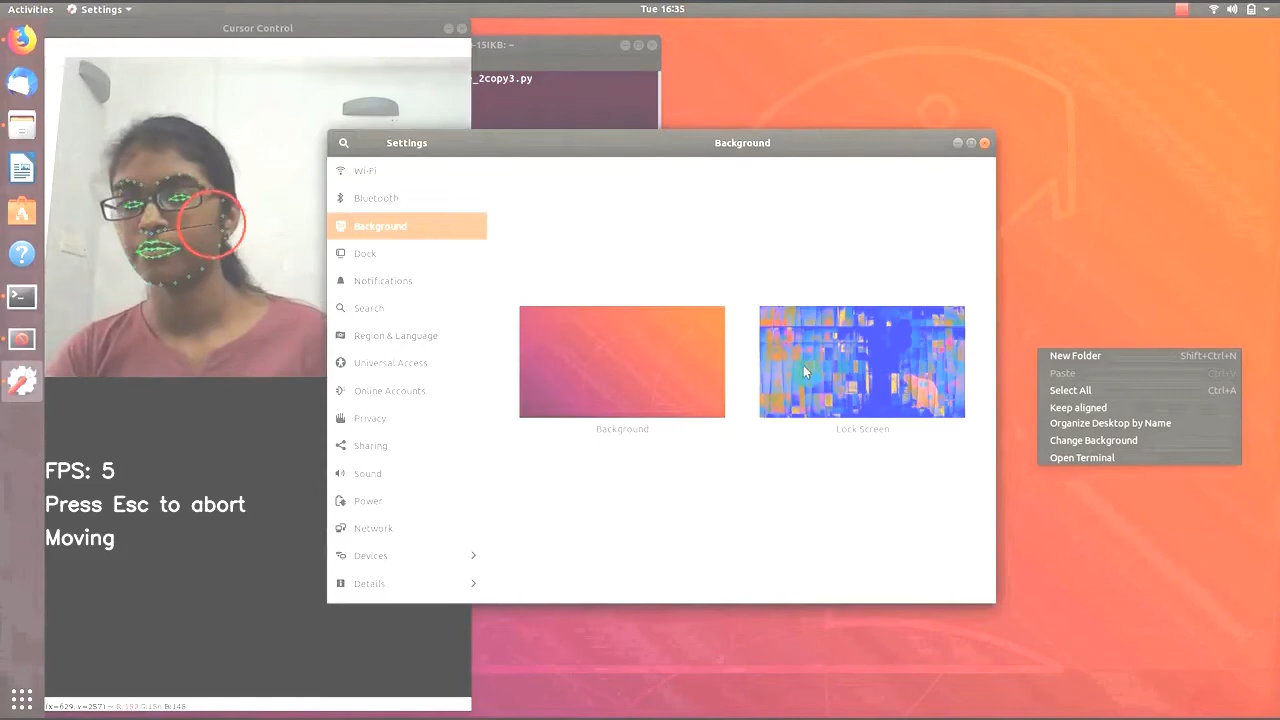 Activities Settings Tue 16:35
Cursor Control
-15IKB: ~
_2copy3.py
Settings Background
Wi-Fi
Bluetooth
Background
Dock
Notifications
Search
Region & Language
Universal Access
Online Accounts
Privacy
Sharing
Sound
Power
Network
Devices
Details
Background Lock Screen
New Folder Shift+Ctrl+N
Paste Ctrl+V
Select All Ctrl+A
Keep aligned
Organize Desktop by Name
Change Background
Open Terminal
FPS: 5
Press Esc to abort
Moving
(x=629, y=257) ~